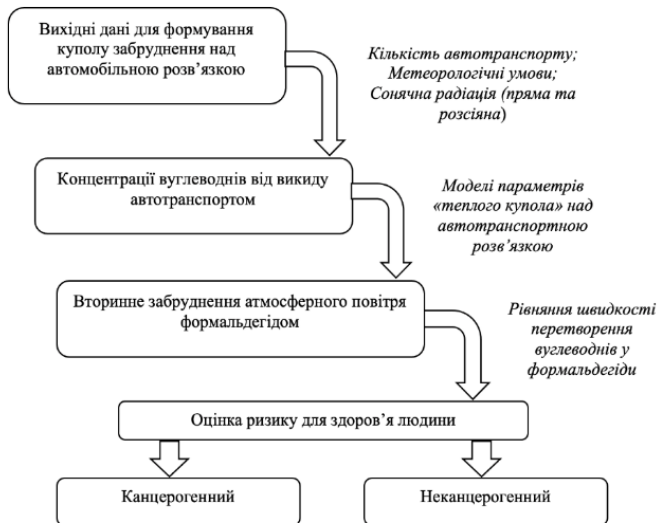 Вихідні дані для формування
куполу забруднення над
автомобільною розв’язкою
Кількість автотранспорту;
Метеорологічні умови;
Сонячна радіація (пряма та
розсіяна)
Концентрації вуглеводнів від викиду
автотранспортом
Моделі параметрів
«теплого купола» над
автотранспортною
розв’язкою
Вторинне забруднення атмосферного повітря
формальдегідом
Рівняння швидкості
перетворення
вуглеводнів у
формальдегіди
Оцінка ризику для здоров’я людини
Канцерогенний
Неканцерогенний